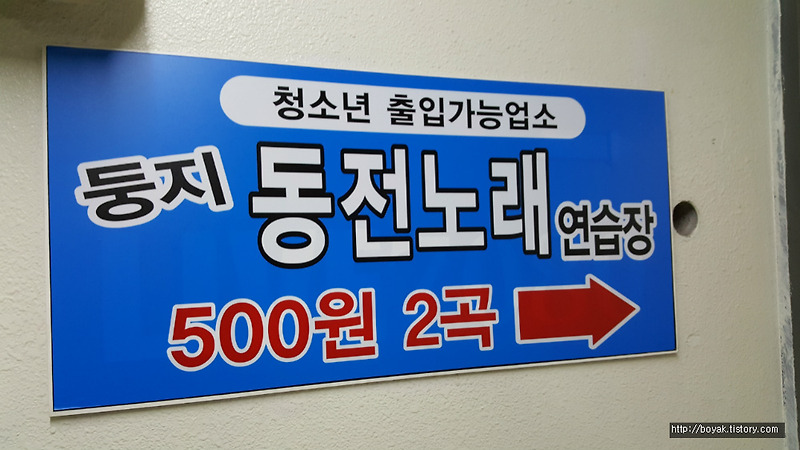 청소년 출입가능업소
둥지 동전노래 연습장
500원 2곡
http://boyak.tistory.com